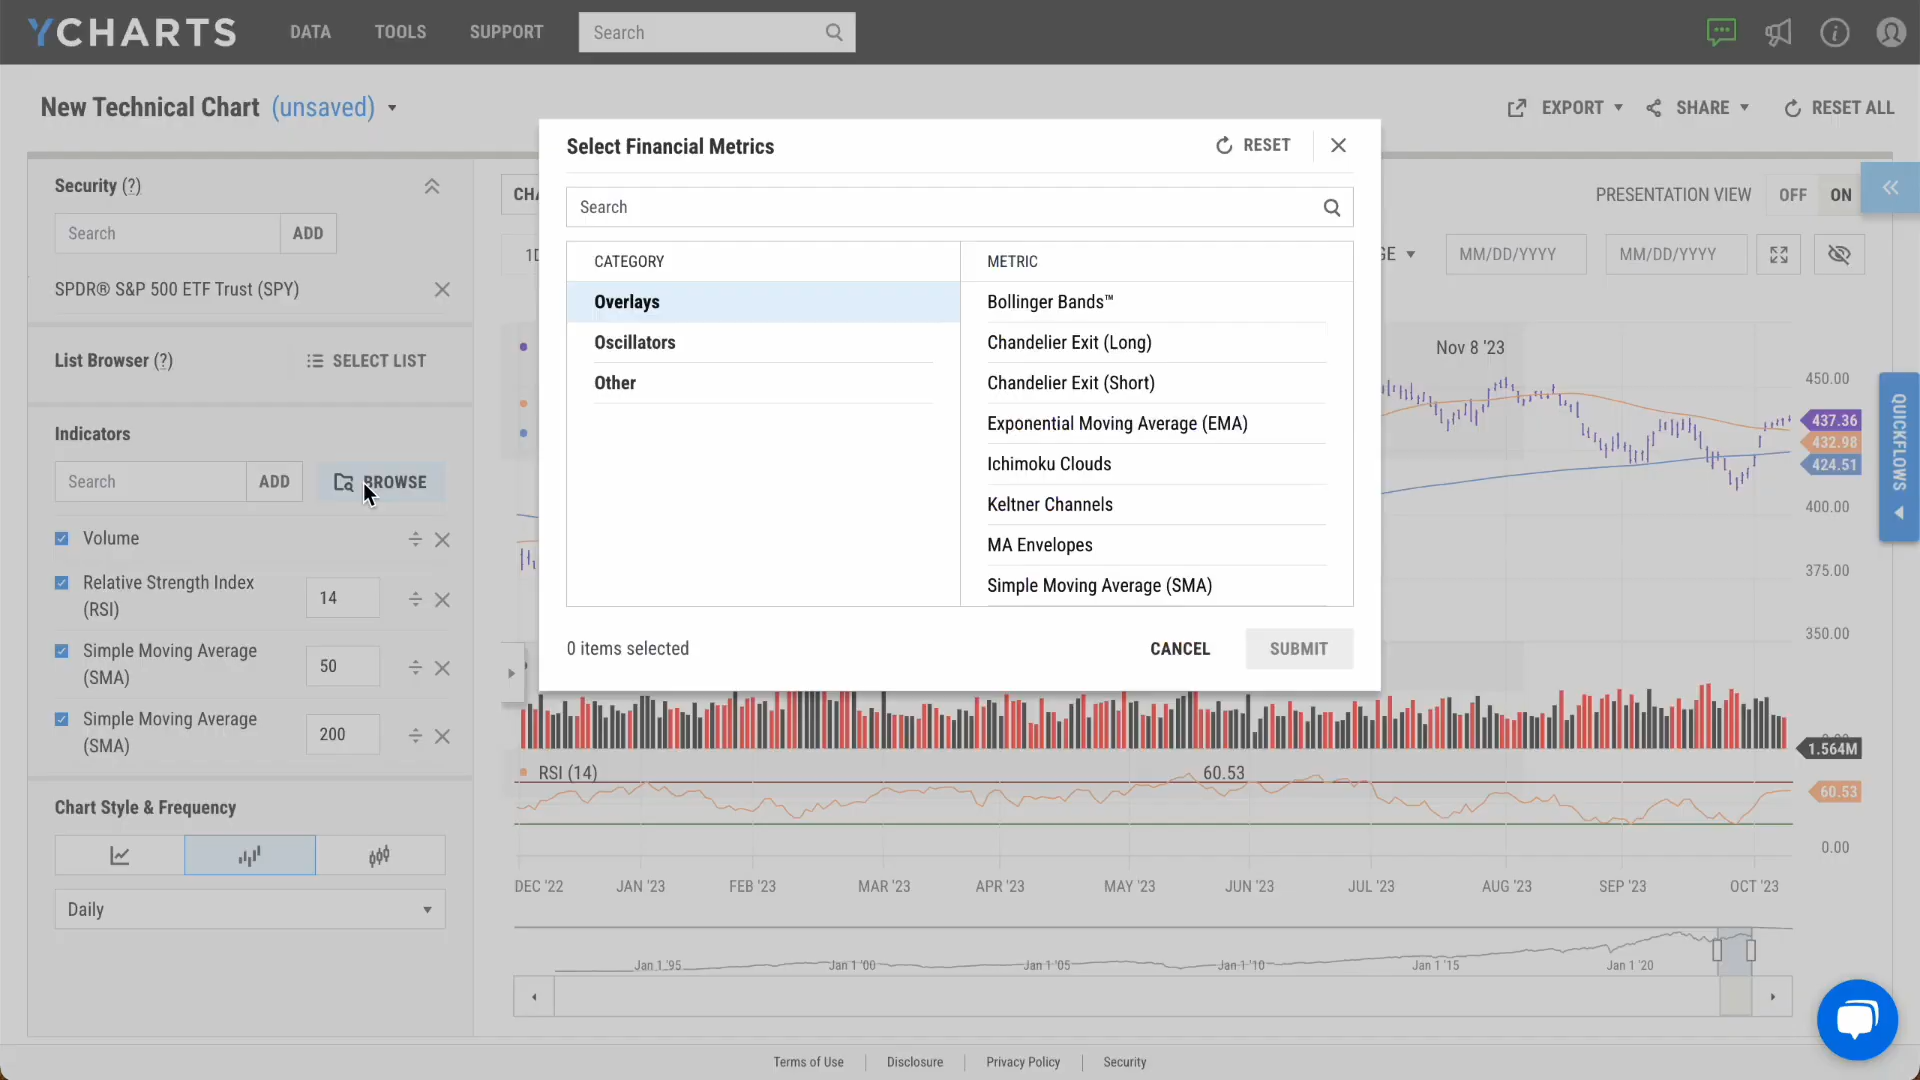 YCHARTS
DATA
TOOLS
SUPPORT
Search
New Technical Chart (unsaved)
EXPORT
SHARE
RESET ALL
Security (?)
Search
ADD
SPDR® S&P 500 ETF Trust (SPY)
List Browser (?)
SELECT LIST
Indicators
Search
ADD
BROWSE
Volume
Relative Strength Index
(RSI)
14
Simple Moving Average
(SMA)
50
Simple Moving Average
(SMA)
200
Chart Style & Frequency
Daily
Select Financial Metrics
RESET
Search
CATEGORY
Overlays
Oscillators
Other
METRIC
Bollinger Bands™
Chandelier Exit (Long)
Chandelier Exit (Short)
Exponential Moving Average (EMA)
Ichimoku Clouds
Keltner Channels
MA Envelopes
Simple Moving Average (SMA)
0 items selected
CANCEL
SUBMIT
PRESENTATION VIEW
OFF
ON
MM/DD/YYYY
MM/DD/YYYY
Nov 8 '23
450.00
437.36
432.98
424.51
400.00
375.00
350.00
QUICKFLOWS
1.564M
RSI (14)
60.53
60.53
0.00
DEC '22
JAN '23
FEB '23
MAR '23
APR '23
MAY '23
JUN '23
JUL '23
AUG '23
SEP '23
OCT '23
Jan 1 '95
Jan 1 '00
Jan 1 '05
Jan 1 '10
Jan 1 '15
Jan 1 '20
Terms of Use
Disclosure
Privacy Policy
Security